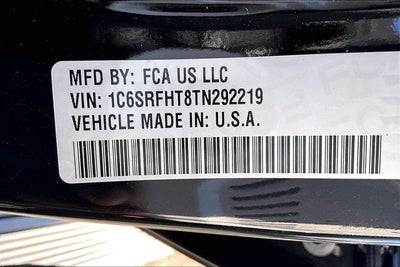 MFD BY: FCA US LLC
VIN: 1C6SRFHT8TN292219
VEHICLE MADE IN: U.S.A.